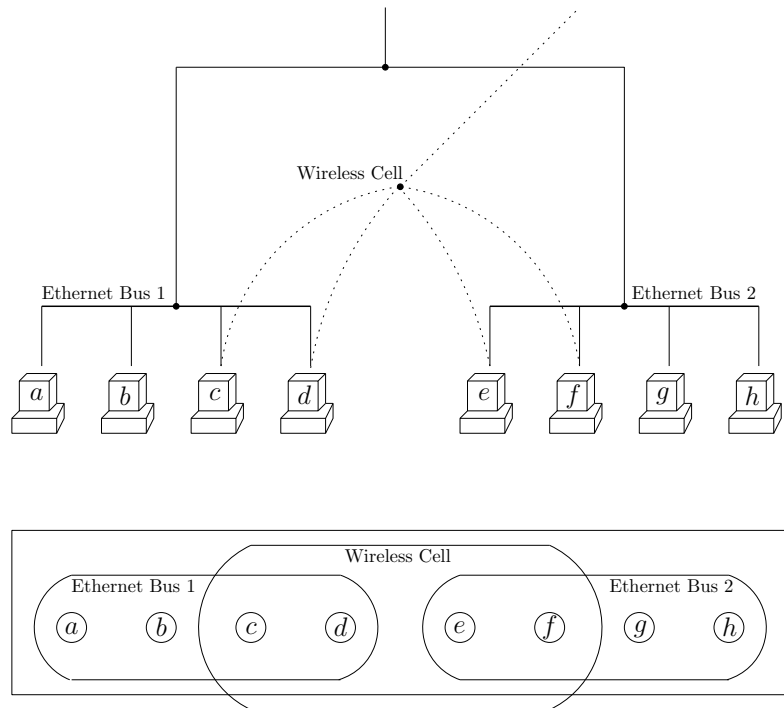 Wireless Cell
Ethernet Bus 1 Ethernet Bus 2
a b c d e f g h
Wireless Cell
Ethernet Bus 1 Ethernet Bus 2
a b c d e f g h